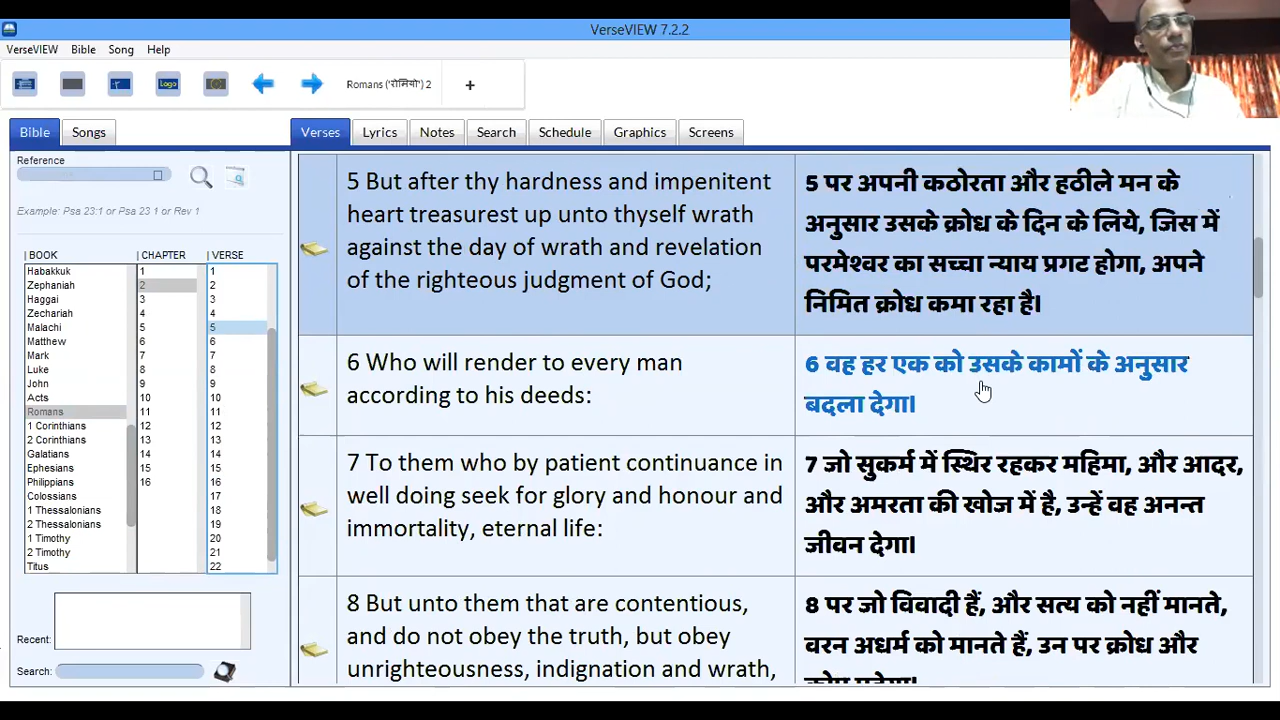 VerseVIEW 7.2.2
VerseVIEW Bible Song Help
Logo
Romans ('रोमियो') 2
+
Bible Songs
Verses Lyrics Notes Search Schedule Graphics Screens
Reference
Example: Psa 23:1 or Psa 23 1 or Rev 1
BOOK
Habakkuk
Zephaniah
Haggai
Zechariah
Malachi
Matthew
Mark
Luke
John
Acts
Romans
1 Corinthians
2 Corinthians
Galatians
Ephesians
Philippians
Colossians
1 Thessalonians
2 Thessalonians
1 Timothy
2 Timothy
Titus
CHAPTER
1
2
3
4
5
6
7
8
9
10
11
12
13
14
15
16
VERSE
1
2
3
4
5
6
7
8
9
10
11
12
13
14
15
16
17
18
19
20
21
22
Recent:
Search:
5 But after thy hardness and impenitent
heart treasurest up unto thyself wrath
against the day of wrath and revelation
of the righteous judgment of God;
5 पर अपनी कठोरता और हठीले मन के
अनुसार उसके क्रोध के दिन के लिये, जिस में
परमेश्वर का सच्चा न्याय प्रगट होगा, अपने
निमित क्रोध कमा रहा है।
6 Who will render to every man
according to his deeds:
6 वह हर एक को उसके कामों के अनुसार
बदला देगा।
7 To them who by patient continuance in
well doing seek for glory and honour and
immortality, eternal life:
7 जो सुकर्म में स्थिर रहकर महिमा, और आदर,
और अमरता की खोज में है, उन्हें वह अनन्त
जीवन देगा।
8 But unto them that are contentious,
and do not obey the truth, but obey
unrighteousness, indignation and wrath,
8 पर जो विवादी हैं, और सत्य को नहीं मानते,
वरन अधर्म को मानते हैं, उन पर क्रोध और